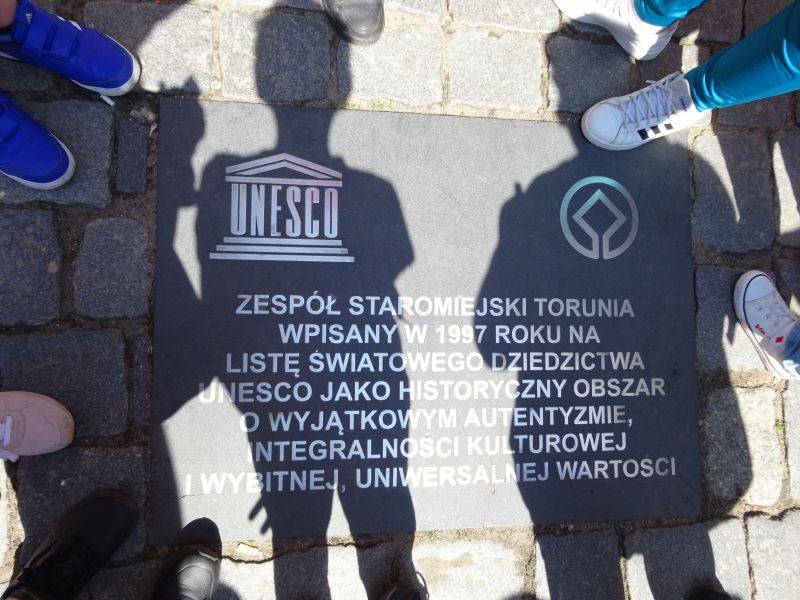 UNESCO
ZESPÓŁ STAROMIEJSKI TORUNIA
WPISANY W 1997 ROKU NA
LISTĘ ŚWIATOWEGO DZIEDZICTWA
UNESCO JAKO HISTORYCZNY OBSZAR
O WYJĄTKOWYM AUTENTYZMIE,
INTEGRALNOŚCI KULTUROWEJ
I WYBITNEJ, UNIWERSALNEJ WARTOŚCI